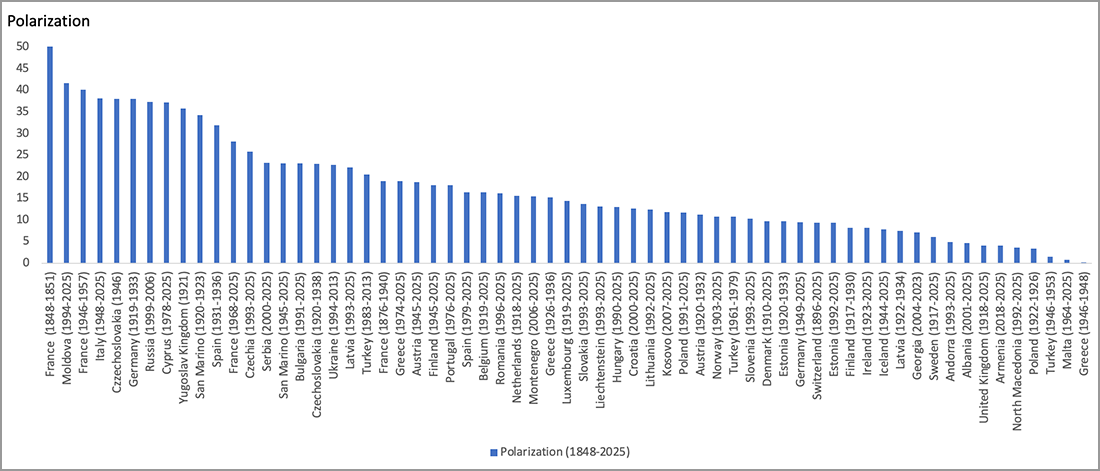 Polarization
50
45
40
35
30
25
20
15
10
5
0
France (1848-1851)
Moldova (1994-2025)
France (1946-1957)
Italy (1948-2025)
Czzechoslovakia (1946)
Germany (1919-1933)
Russia (1999-2006)
Cyprus (1978-2025)
Yugoslav Kingdom (1921)
San Marino (1920-1923)
Spain (1931-1936)
France (1968-2025)
Czechia (1993-2025)
Serbia (2000-2025)
San Marino (1945-2025)
Bulgaria (1991-2025)
Czechoslovakia (1920-1938)
Ukraine (1994-2013)
Latvia (1993-2025)
Turkey (1983-2013)
France (1876-1940)
Greece (1974-2025)
Austria (1945-2025)
Finland (1945-2025)
Portugal (1976-2025)
Spain (1979-2025)
Belgium (1919-2025)
Romania (1996-2025)
Netherlands (1918-2025)
Montenegro (2006-2025)
Greece (1926-1936)
Luxembourg (1919-2025)
Slovakia (1993-2025)
Liechtenstein (1993-2025)
Hungary (1990-2025)
Croatia (2000-2025)
Lithuania (1992-2025)
Kosovo (2007-2025)
Poland (1991-2025)
Austria (1920-1932)
Norway (1903-2025)
Turkey (1961-1979)
Slovenia (1993-2025)
Denmark (1910-2025)
Estonia (1920-1933)
Germany (1949-2025)
Switzerland (1896-2025)
Estonia (1992-2025)
Finland (1917-1930)
Ireland (1923-2025)
Iceland (1944-2025)
Latvia (1922-1934)
Georgia (2004-2023)
Sweden (1917-2025)
Andorra (1993-2025)
Albania (2001-2025)
United Kingdom (1918-2025)
Armenia (2018-2025)
North Macedonia (1992-2025)
Poland (1922-1926)
Turkey (1946-1953)
Malta (1964-2025)
Greece (1946-1948)
Polarization (1848-2025)